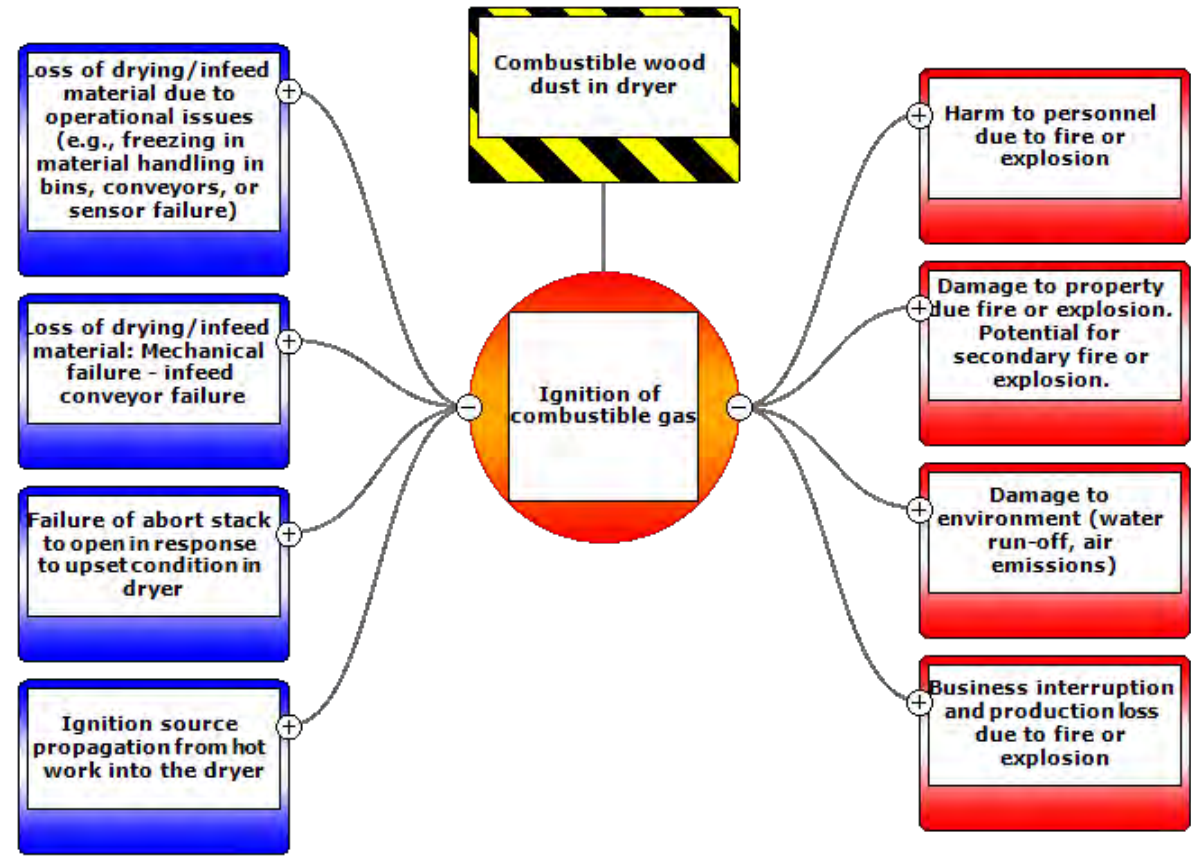 Combustible wood
dust in dryer
Loss of drying/infeed
material due to
operational issues
(e.g., freezing in
material handling in
bins, conveyors, or
sensor failure)
Loss of drying/infeed
material: Mechanical
failure - infeed
conveyor failure
Failure of abort stack
to open in response
to upset condition in
dryer
Ignition source
propagation from hot
work into the dryer
Ignition of
combustible gas
Harm to personnel
due to fire or
explosion
Damage to property
due fire or explosion.
Potential for
secondary fire or
explosion.
Damage to
environment (water
run-off, air
emissions)
Business interruption
and production loss
due to fire or
explosion